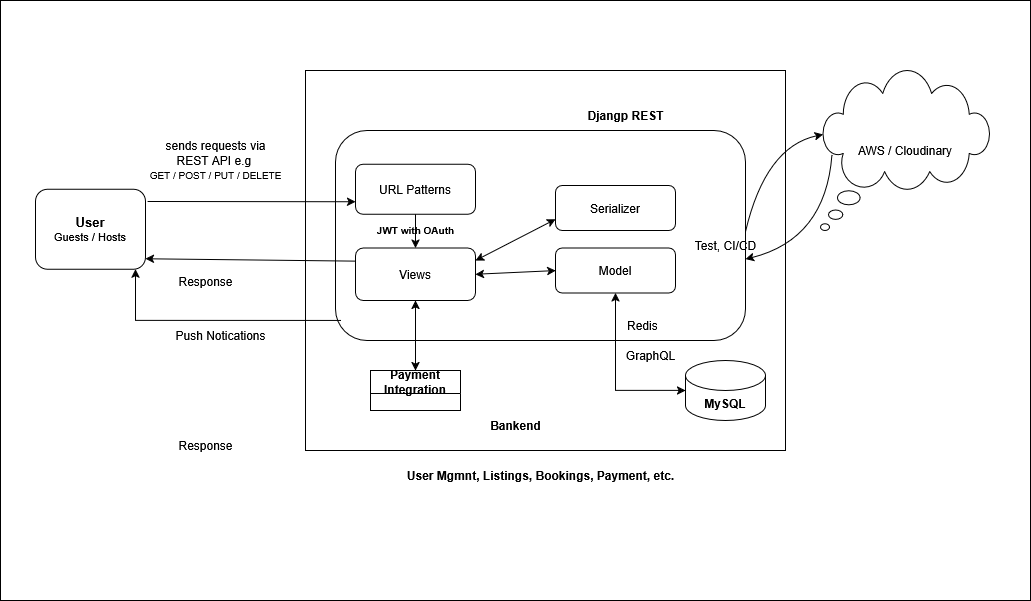 Djangp REST
sends requests via
REST API e.g
GET / POST / PUT / DELETE
AWS / Cloudinary
URL Patterns
Serializer
User
Guests / Hosts
JWT with OAuth
Test, CI/CD
Views
Model
Response
Redis
Push Notications
GraphQL
Payment
Integration
MySQL
Bankend
Response
User Mgmnt, Listings, Bookings, Payment, etc.